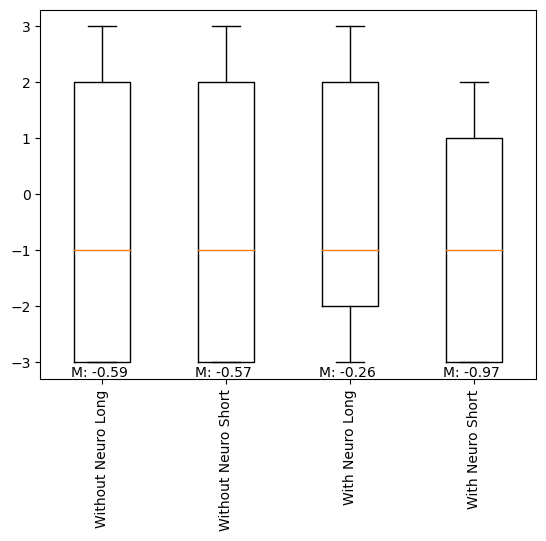 3
2
1
0
−1
−2
−3
M: -0.59 M: -0.57 M: -0.26 M: -0.97
Without Neuro Long
Without Neuro Short
With Neuro Long
With Neuro Short